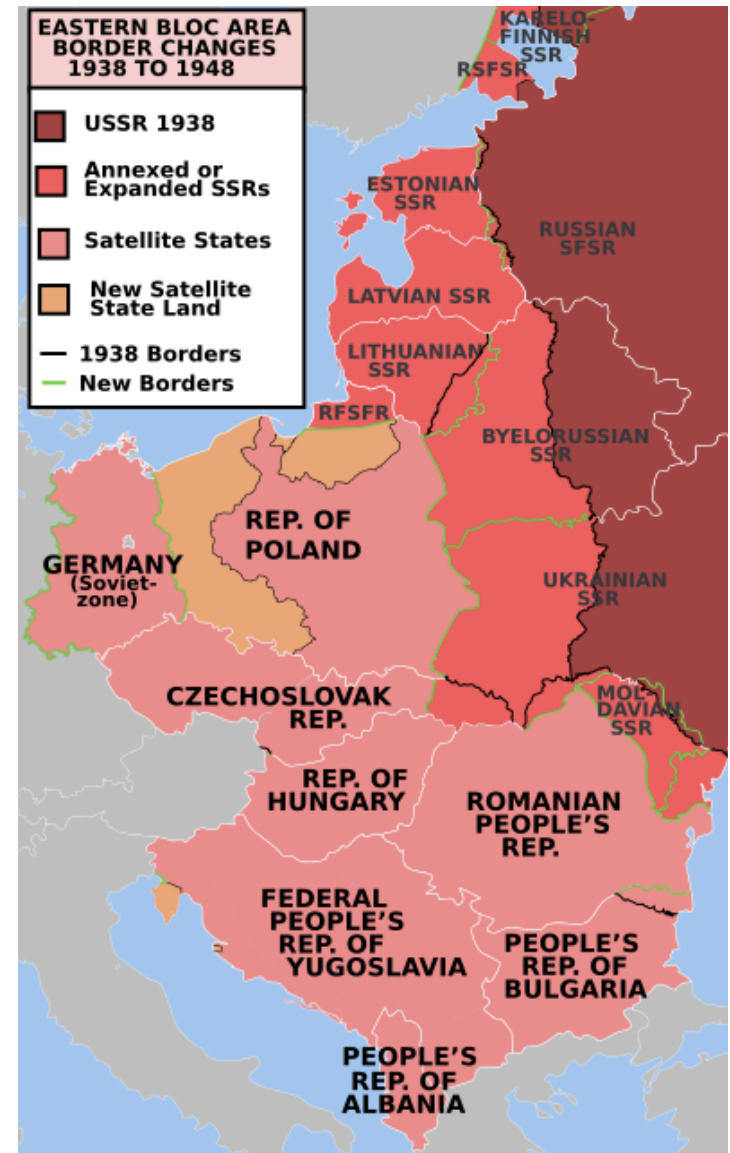 EASTERN BLOC AREA
BORDER CHANGES
1938 TO 1948
USSR 1938
Annexed or
Expanded SSRs
Satellite States
New Satellite
State Land
1938 Borders
New Borders
KARELO-
FINNISH
SSR
RSFSR
ESTONIAN
SSR
RUSSIAN
SFSR
LATVIAN SSR
LITHUANIAN
SSR
RFSFR
BYELORUSSIAN
SSR
REP. OF
POLAND
GERMANY
(Soviet-
zone)
UKRAINIAN
SSR
CZECHOSLOVAK
REP.
MOL-
DAVIAN
SSR
REP. OF
HUNGARY
ROMANIAN
PEOPLE'S
REP.
FEDERAL
PEOPLE'S
REP. OF
YUGOSLAVIA
PEOPLE'S
REP. OF
BULGARIA
PEOPLE'S
REP. OF
ALBANIA